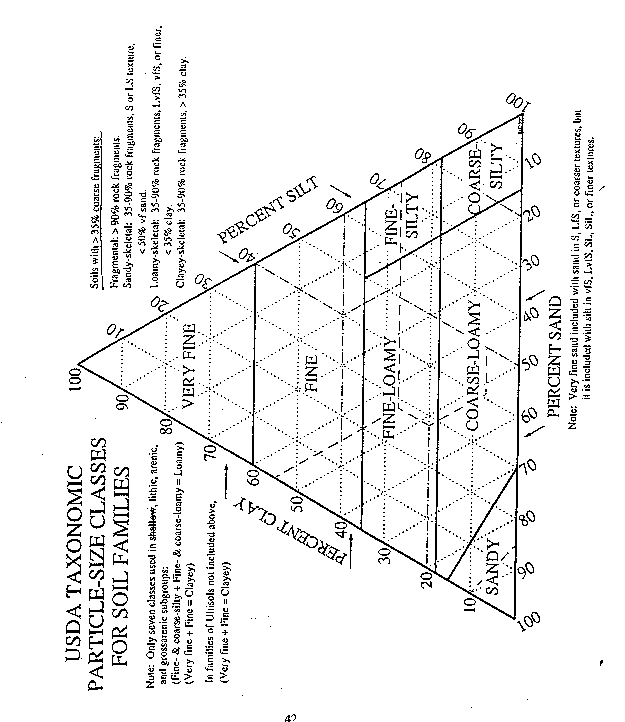 USDA TAXONOMIC
PARTICLE-SIZE CLASSES
FOR SOIL FAMILIES
Note: Only seven classes used in shallow, lithic, arenic,
and grossarenic subgroups:
(Fine- & coarse-silty + Fine- & coarse-loamy = Loamy)
(Very fine + Fine = Clayey)
In families of Ultisols not included above,
(Very fine + Fine = Clayey)
Soils with > 35% coarse fragments:
Fragmental: > 90% rock fragments.
Sandy-skeletal: 35-90% rock fragments, S or LS texture,
< 50% vf sand.
Loamy-skeletal: 35-90% rock fragments, LvfS, vfS, or finer,
< 35% clay.
Clayey-skeletal: 35-90% rock fragments, > 35% clay.
100
90
80
70
60
50
40
30
20
10
PERCENT CLAY
10
20
30
40
50
60
70
80
90
100
PERCENT SILT
VERY FINE
FINE
FINE-LOAMY
FINE-
SILTY
COARSE-LOAMY
COARSE-
SILTY
SANDY
100
90
80
70
60
50
40
30
20
10
PERCENT SAND
Note: Very fine sand included with sand in S, LfS, or coarser textures, but
it is included with silt in vfS, LvfS, SL, SiL, or finer textures.
42